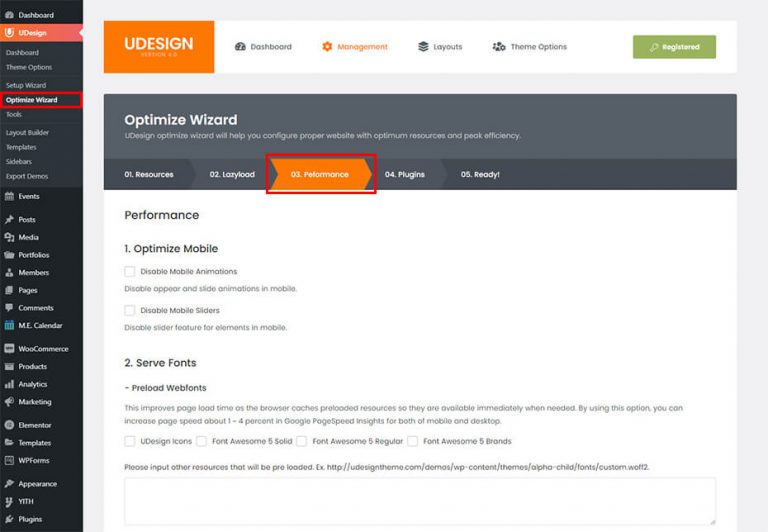 Dashboard
UDesign
Dashboard
Theme Options
Setup Wizard
Optimize Wizard
Tools
Layout Builder
Templates
Sidebars
Export Demos
Events
Posts
Media
Portfolios
Members
Pages
Comments
M.E. Calendar
WooCommerce
Products
Analytics
Marketing
Elementor
Templates
WPForms
Appearance
YITH
Plugins
UDESIGN
VERSION 4.0
Dashboard
Management
Layouts
Theme Options
Registered
Optimize Wizard
UDesign optimize wizard will help you configure proper website with optimum resources and peak efficiency.
01. Resources
02. Lazyload
03. Peformance
04. Plugins
05. Ready!
Performance
1. Optimize Mobile
Disable Mobile Animations
Disable appear and slide animations in mobile.
Disable Mobile Sliders
Disable slider feature for elements in mobile.
2. Serve Fonts
- Preload Webfonts
This improves page load time as the browser caches preloaded resources so they are available immediately when needed. By using this option, you can
increase page speed about 1 ~ 4 percent in Google PageSpeed Insights for both of mobile and desktop.
UDesign Icons
Font Awesome 5 Solid
Font Awesome 5 Regular
Font Awesome 5 Brands
Please input other resources that will be pre loaded. Ex. http://udesigntheme.com/demos/wp-content/themes/alpha-child/fonts/custom.woff2.